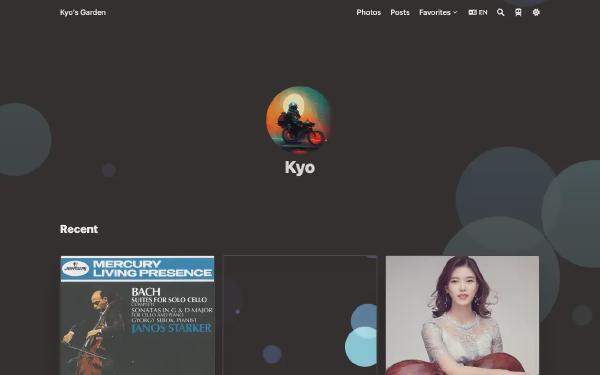 Kyo's Garden
Photos Posts Favorites EN
Kyo
Recent
MERCURY
LIVING PRESENCE
BACH
SUITES FOR SOLO CELLO
COMPLETE
SONATAS IN G & D MAJOR
FOR CELLO AND PIANO
GYORGY SEBOK, PIANIST
JANOS STARKER